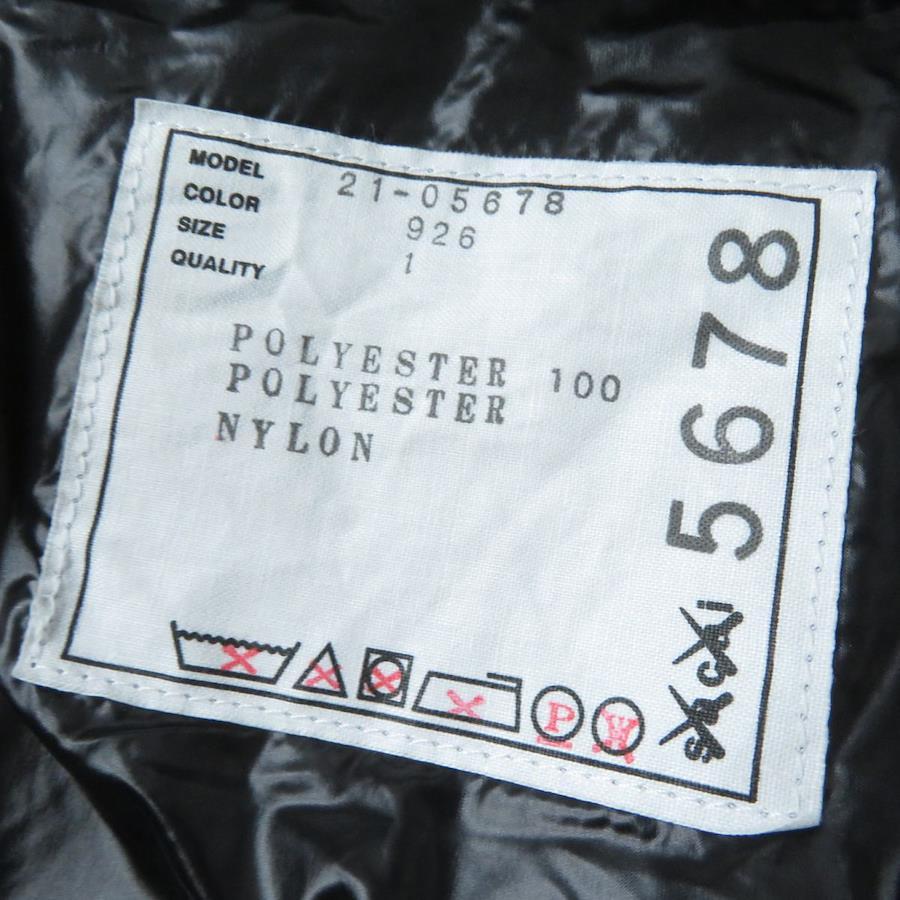 MODEL 21-05678
COLOR 926
SIZE 1
QUALITY
POLYESTER 100
POLYESTER
NYLON
P
W
sacai 5678